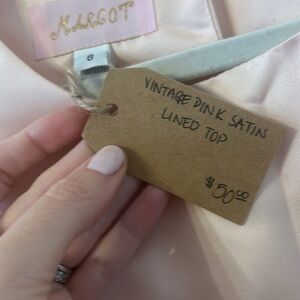 MARGOT
8
VINTAGE PINK SATIN
LINED TOP
$50.00